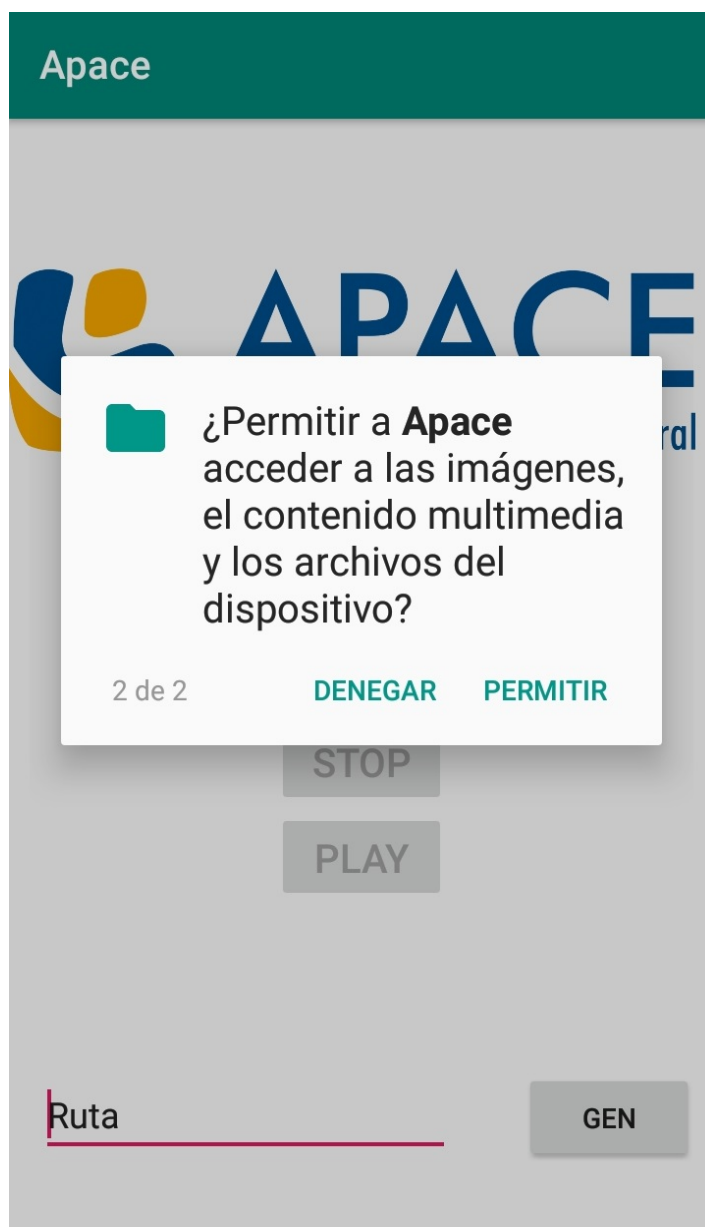 Apace
APACE
ral
¿Permitir a Apace
acceder a las imágenes,
el contenido multimedia
y los archivos del
dispositivo?
2 de 2
DENEGAR
PERMITIR
STOP
PLAY
Ruta
GEN